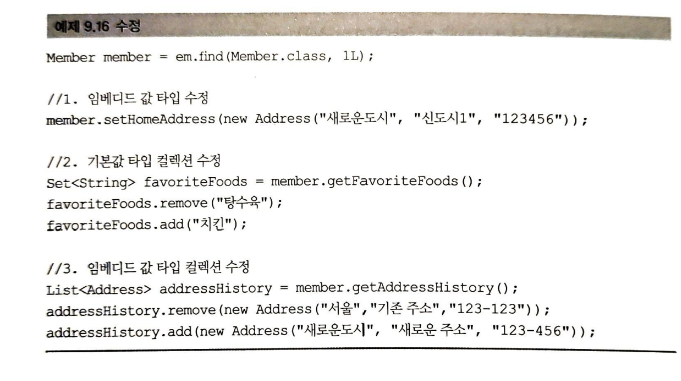 예제 9.16 수정
Member member = em.find(Member.class, 1L);
//1. 임베디드 값 타입 수정
member.setHomeAddress(new Address("새로운도시", "신도시1", "123456"));
//2. 기본값 타입 컬렉션 수정
Set<String> favoriteFoods = member.getFavoriteFoods();
favoriteFoods.remove("탕수육");
favoriteFoods.add("치킨");
//3. 임베디드 값 타입 컬렉션 수정
List<Address> addressHistory = member.getAddressHistory();
addressHistory.remove(new Address("서울","기존 주소","123-123"));
addressHistory.add(new Address("새로운도시", "새로운 주소", "123-456"));